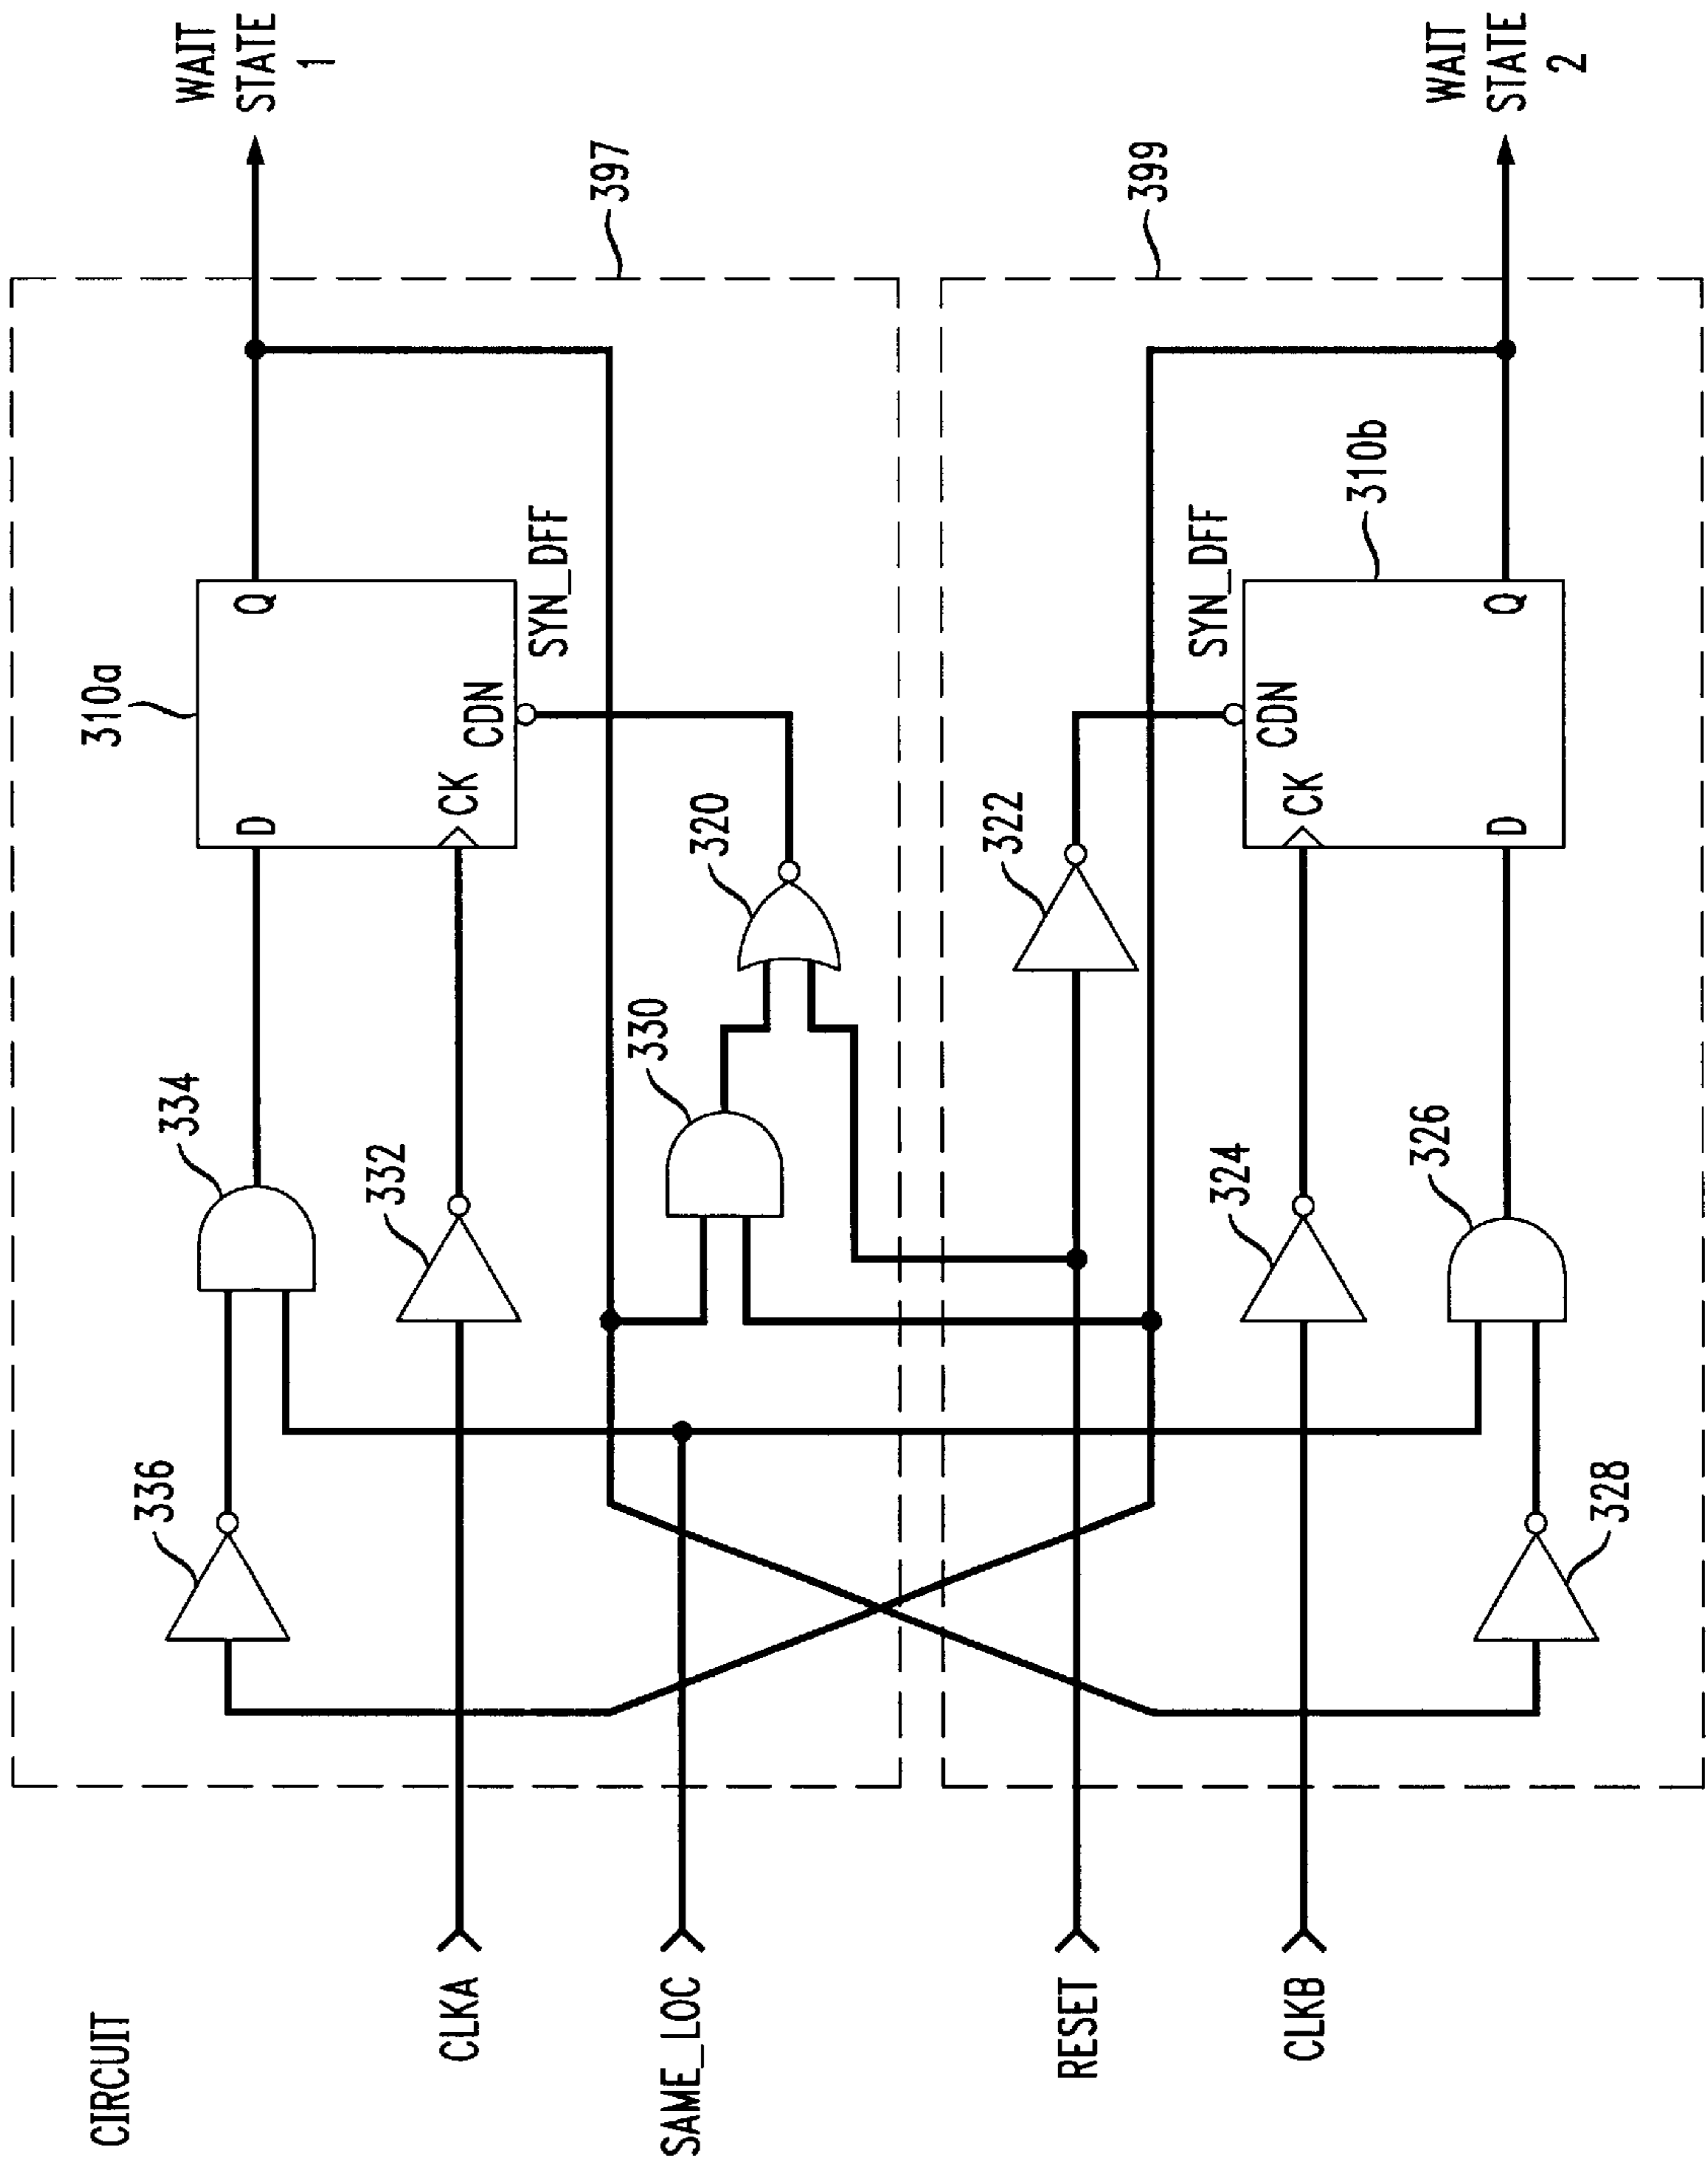 CIRCUIT
310a
WAIT
STATE
1
336
334
D
Q
332
CK
CDN
SYN_DFF
CLKA
397
330
320
SAME_LOC
322
399
RESET
SYN_DFF
CDN
CK
310b
324
CLKB
326
D
Q
WAIT
STATE
2
328